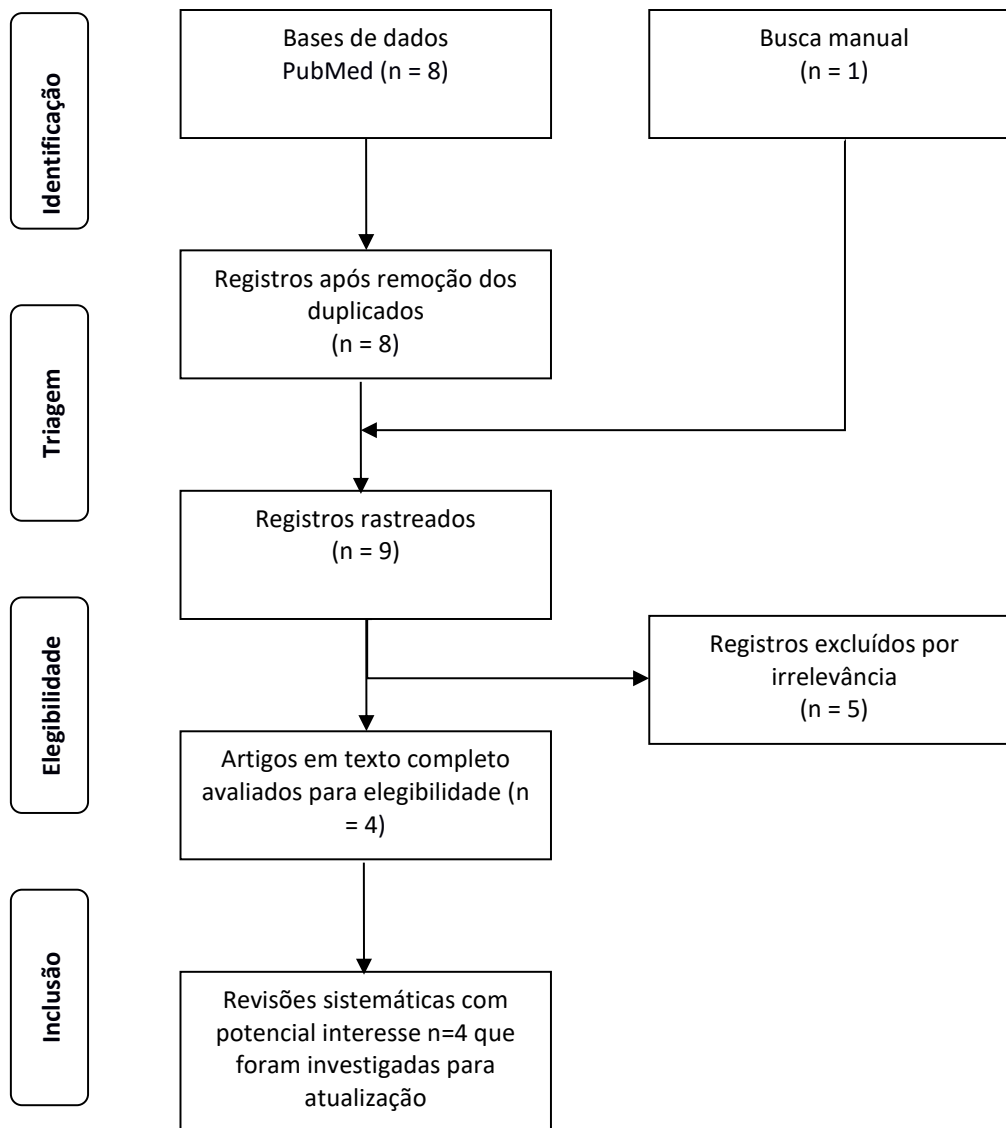 Identificação
Bases de dados
PubMed (n = 8)
Busca manual
(n = 1)
Registros após remoção dos
duplicados
(n = 8)
Triagem
Registros rastreados
(n = 9)
Elegibilidade
Registros excluídos por
irrelevância
(n = 5)
Artigos em texto completo
avaliados para elegibilidade (n
= 4)
Inclusão
Revisões sistemáticas com
potencial interesse n=4 que
foram investigadas para
atualização